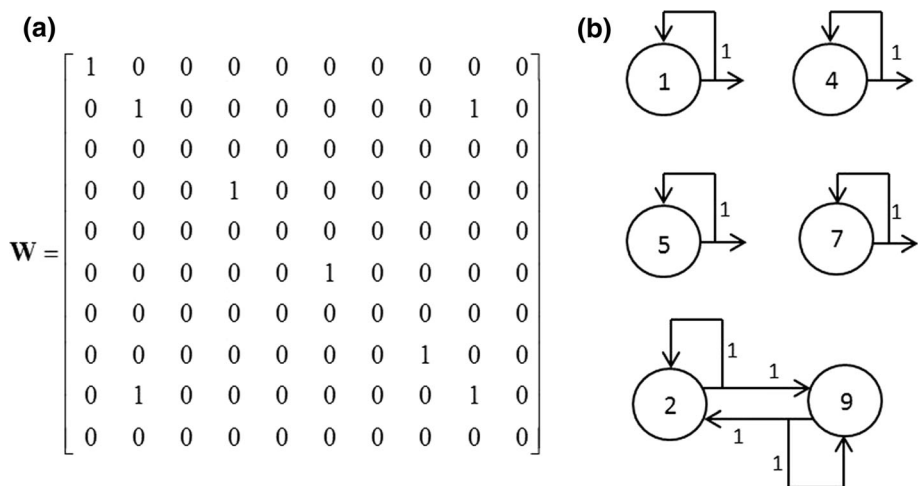 (a)
1 0 0 0 0 0 0 0 0 0
0 1 0 0 0 0 0 0 1 0
0 0 0 0 0 0 0 0 0 0
0 0 0 1 0 0 0 0 0 0
W = 0 0 0 0 0 0 0 0 0 0
0 0 0 0 0 1 0 0 0 0
0 0 0 0 0 0 0 0 0 0
0 0 0 0 0 0 0 1 0 0
0 1 0 0 0 0 0 0 1 0
0 0 0 0 0 0 0 0 0 0
(b)
1 1 4 1
5 1 7 1
1
2 1 9
1
1